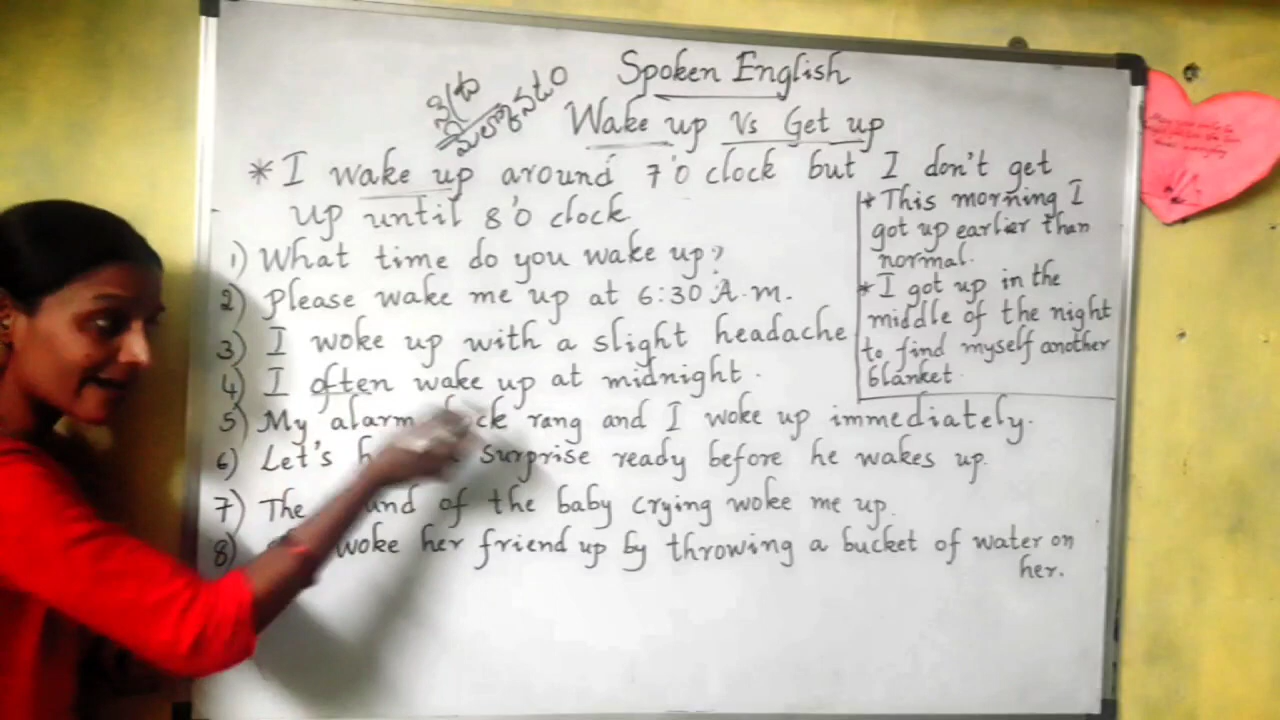 Spoken English
Wake up Vs Get up
* I wake up around 7'0 clock but I don't get
up until 8'0 clock
1) What time do you wake up?
2) please wake me up at 6:30 A.m.
3) I woke up with a slight headache
4) I often wake up at midnight.
5) My alarm rang and I woke up immediately.
6) Let's surprise ready before he wakes up.
7) The of the baby crying woke me up.
8) woke her friend up by throwing a bucket of water on
her.
* This morning I
got up earlier than
normal.
* I got up in the
middle of the night
to find myself another
blanket.